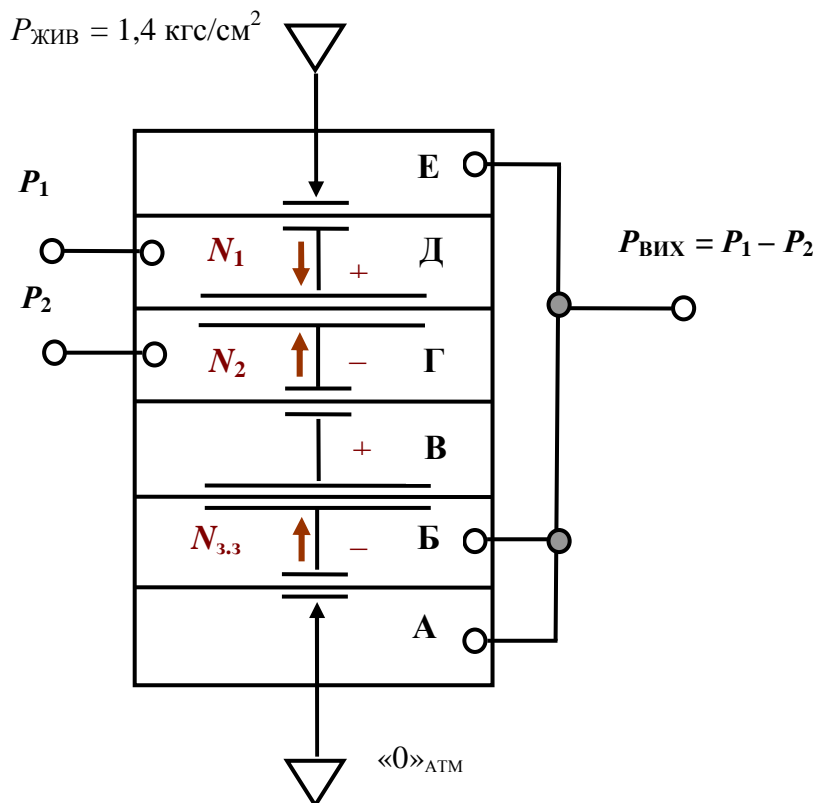 Pжив = 1,4 кгс/см²
Е
P₁
N₁
Д
+
Pвих = P₁ – P₂
P₂
N₂
–
Г
+
В
Nз.з
–
Б
А
«0»АТМ